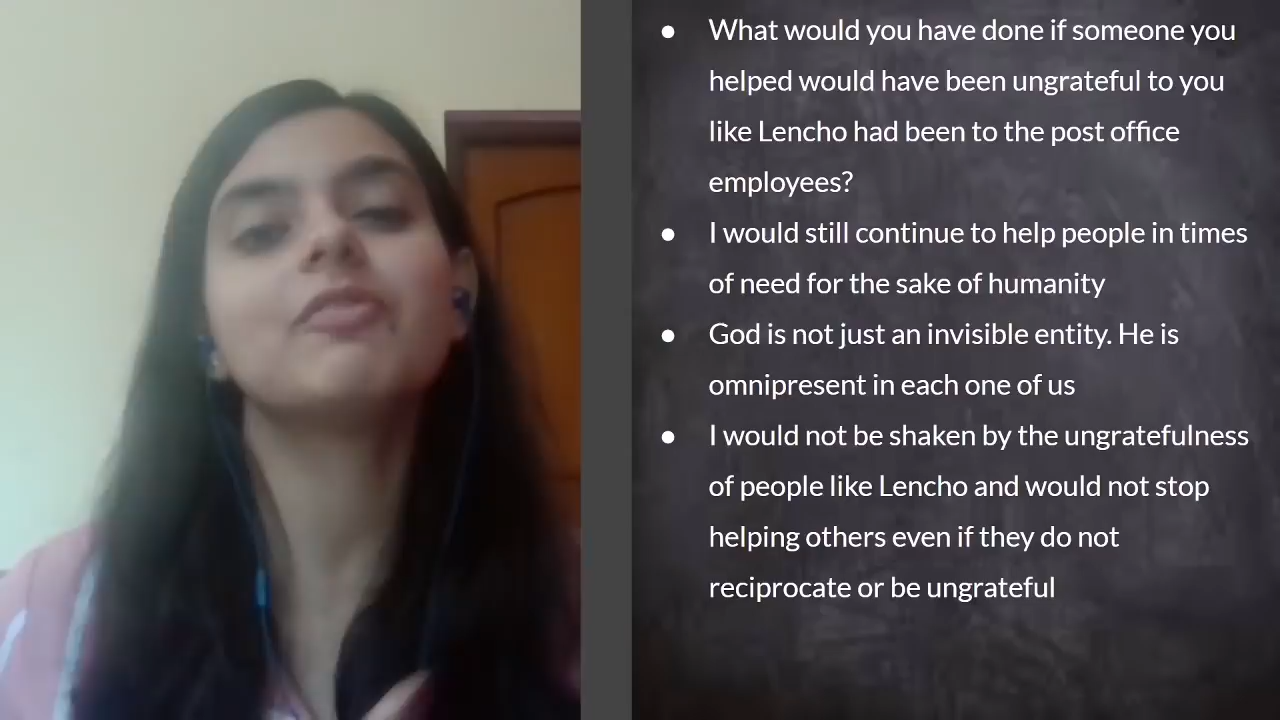 ● What would you have done if someone you
helped would have been ungrateful to you
like Lencho had been to the post office
employees?
● I would still continue to help people in times
of need for the sake of humanity
● God is not just an invisible entity. He is
omnipresent in each one of us
● I would not be shaken by the ungratefulness
of people like Lencho and would not stop
helping others even if they do not
reciprocate or be ungrateful